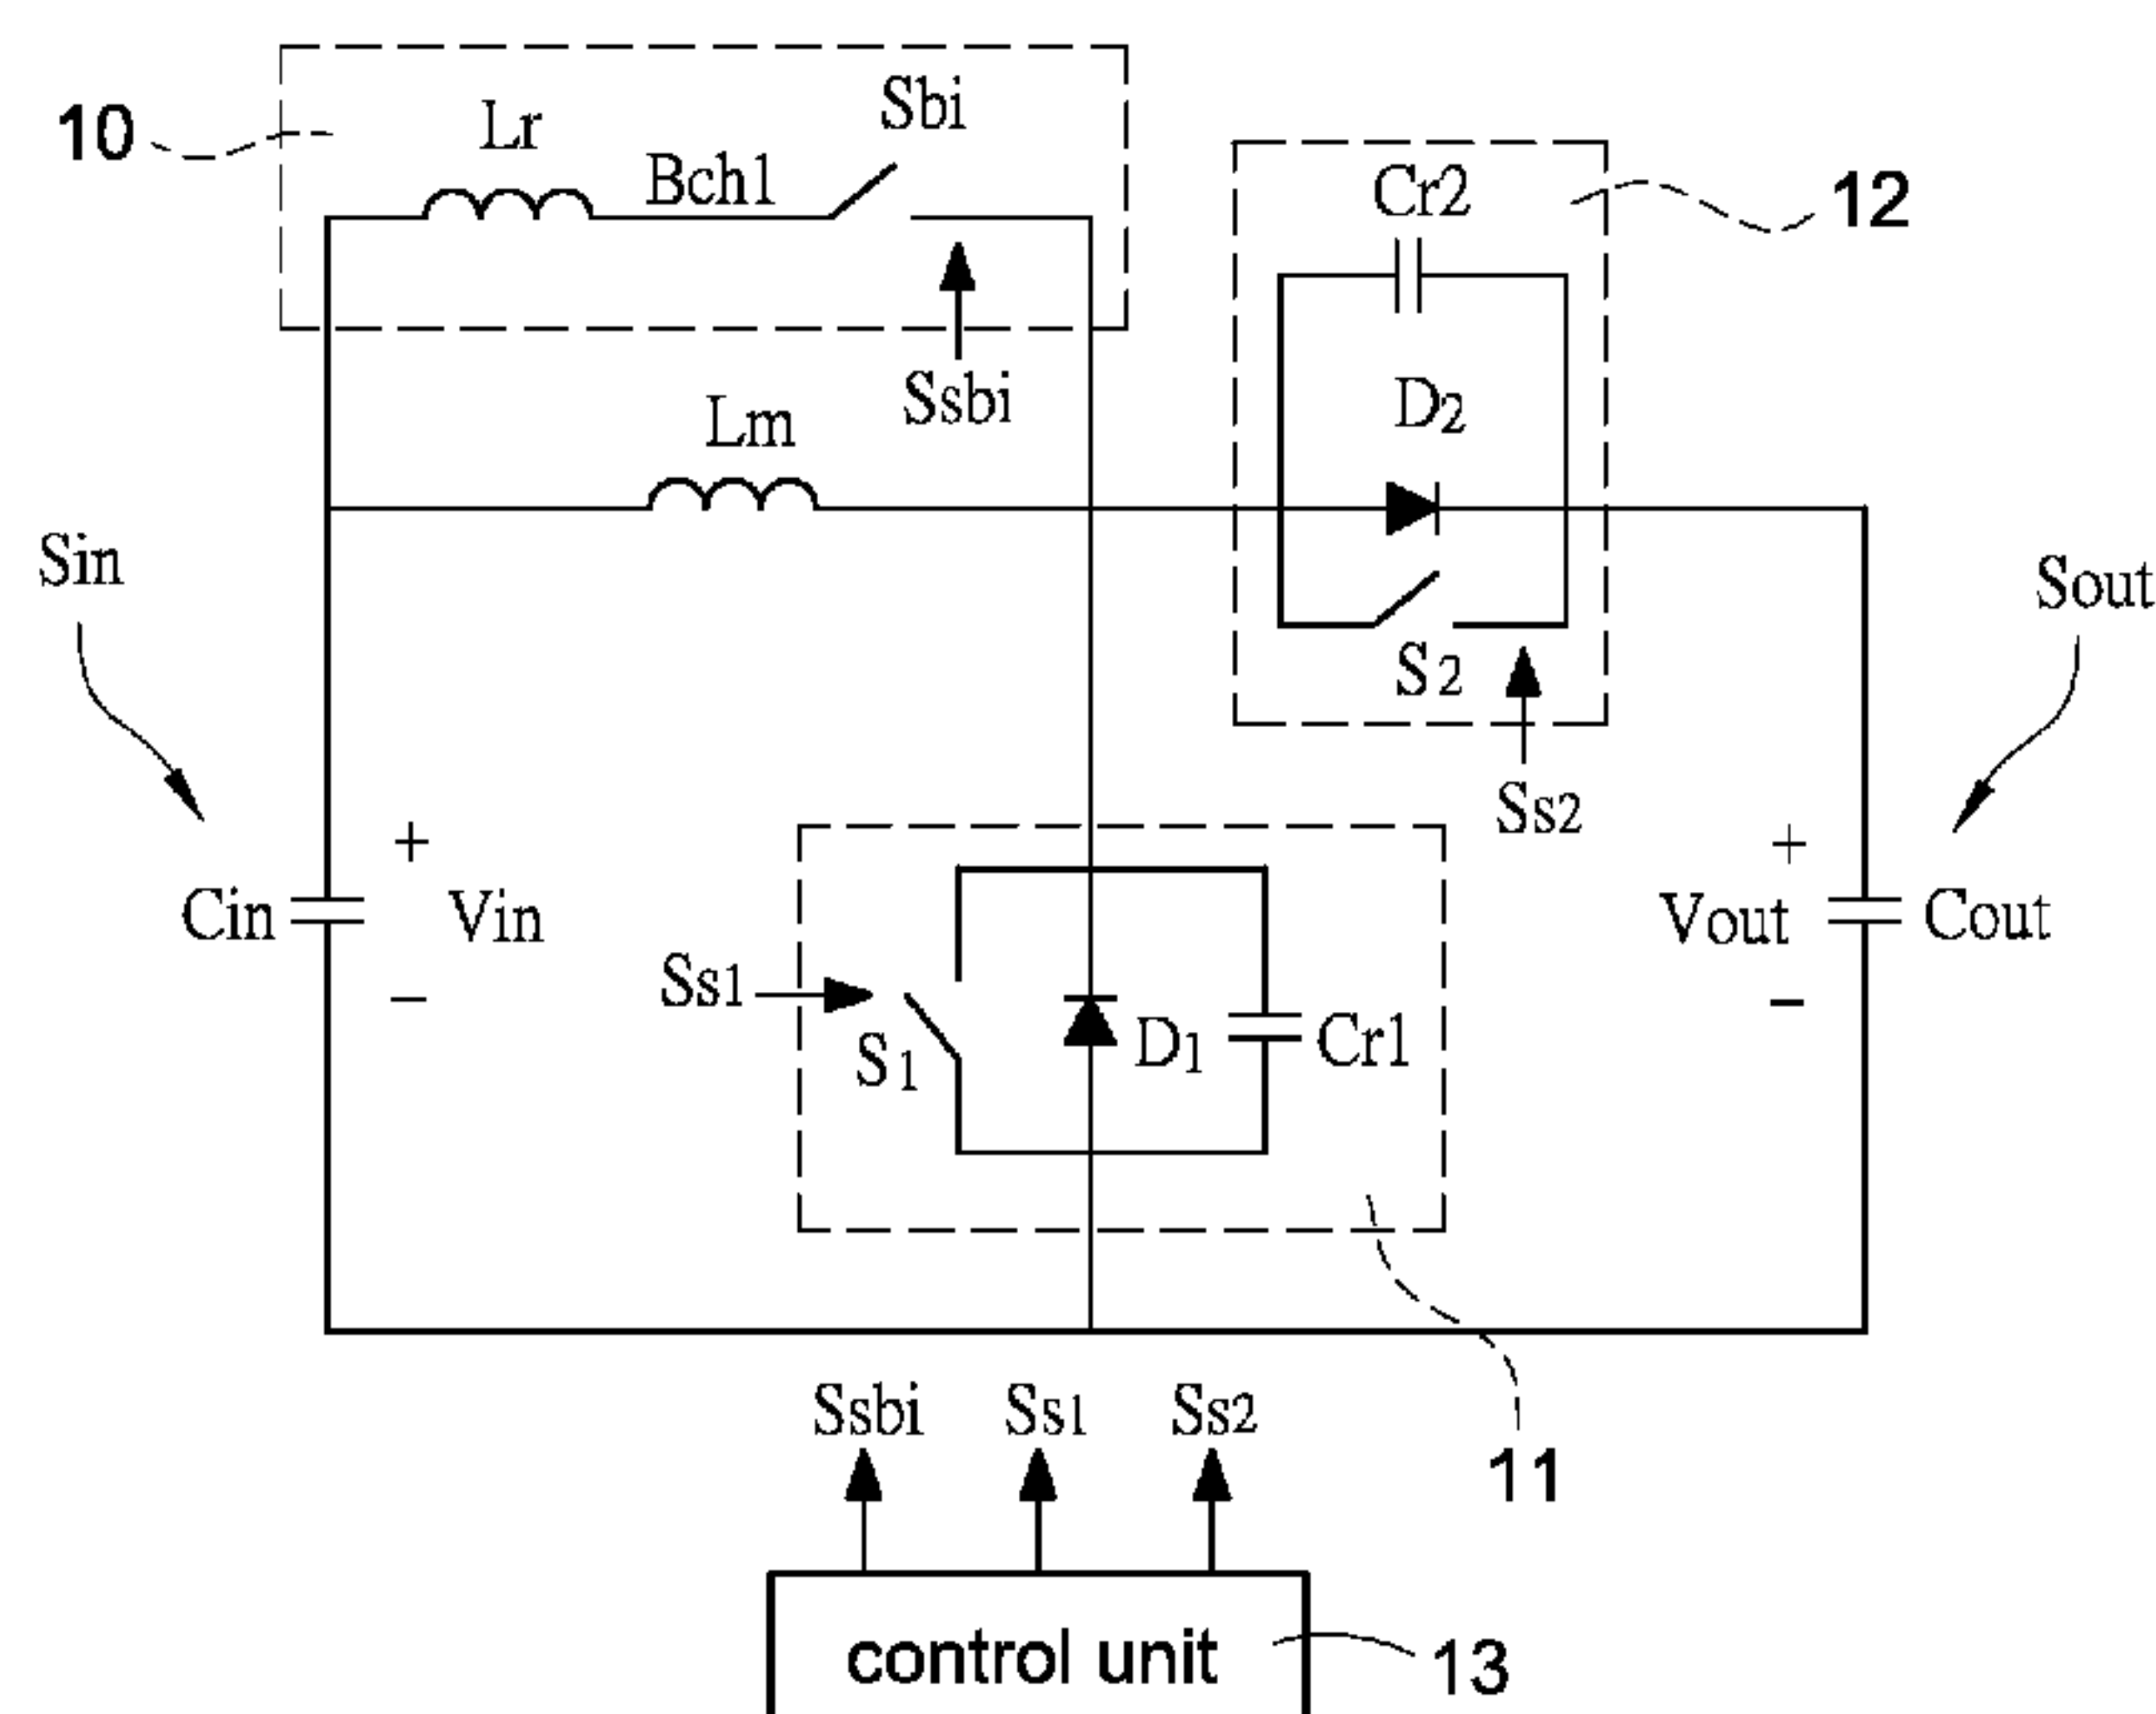 10
Lr
Sbi
Bch1
Cr2
12
Ssbi
D2
Lm
Sin
Sout
S2
Ss2
+
+
Cin
Vin
Vout
Cout
Ss1
−
−
S1
D1
Cr1
Ssbi
Ss1
Ss2
11
control unit
13